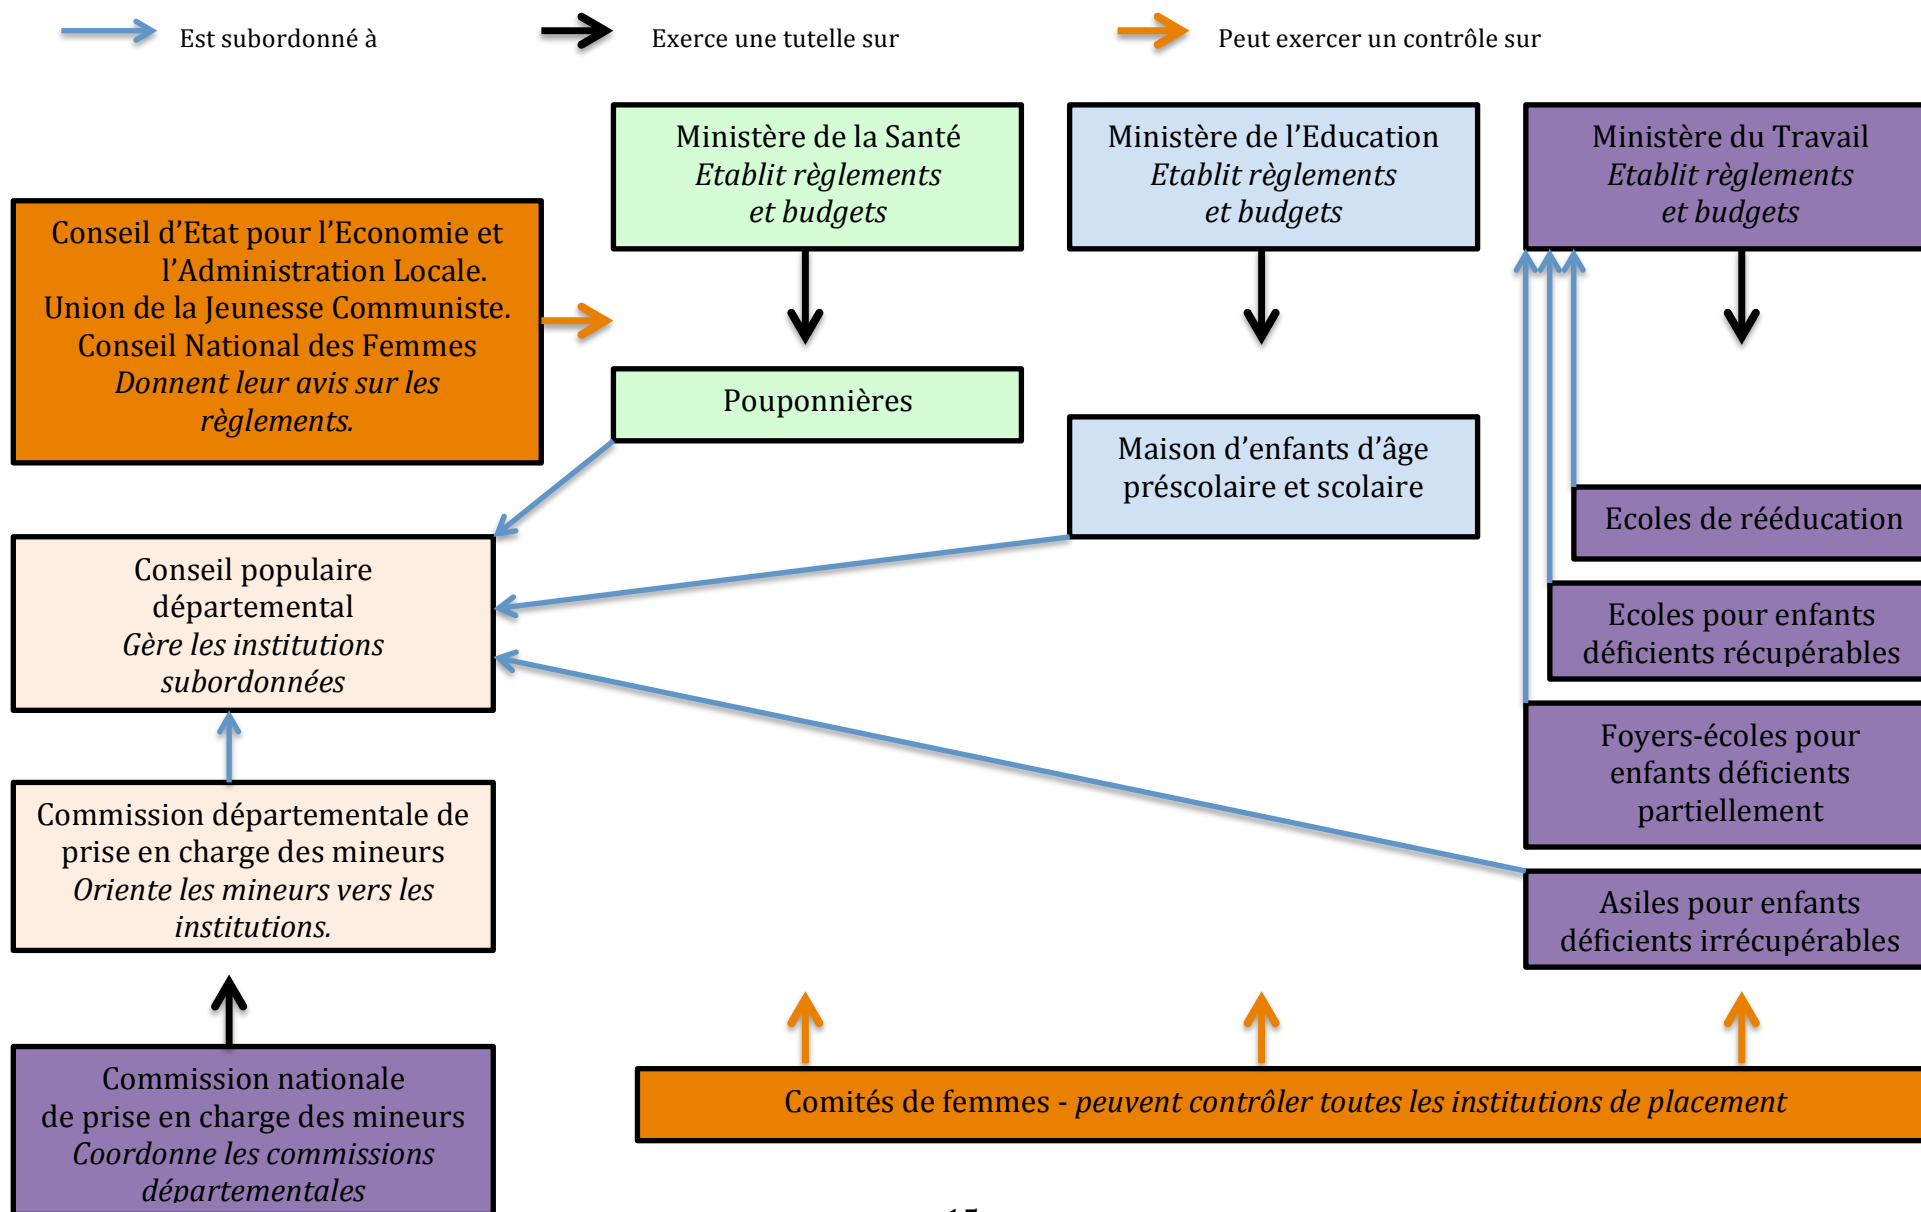 Est subordonné à
Exerce une tutelle sur
Peut exercer un contrôle sur
Ministère de la Santé
Etablit règlements
et budgets
Ministère de l’Education
Etablit règlements
et budgets
Ministère du Travail
Etablit règlements
et budgets
Conseil d’Etat pour l’Economie et
l’Administration Locale.
Union de la Jeunesse Communiste.
Conseil National des Femmes
Donnent leur avis sur les
règlements.
Pouponnières
Maison d’enfants d’âge
préscolaire et scolaire
Ecoles de rééducation
Conseil populaire
départemental
Gère les institutions
subordonnées
Ecoles pour enfants
déficients récupérables
Foyers-écoles pour
enfants déficients
partiellement
Commission départementale de
prise en charge des mineurs
Oriente les mineurs vers les
institutions.
Asiles pour enfants
déficients irrécupérables
Commission nationale
de prise en charge des mineurs
Coordonne les commissions
départementales
Comités de femmes - peuvent contrôler toutes les institutions de placement